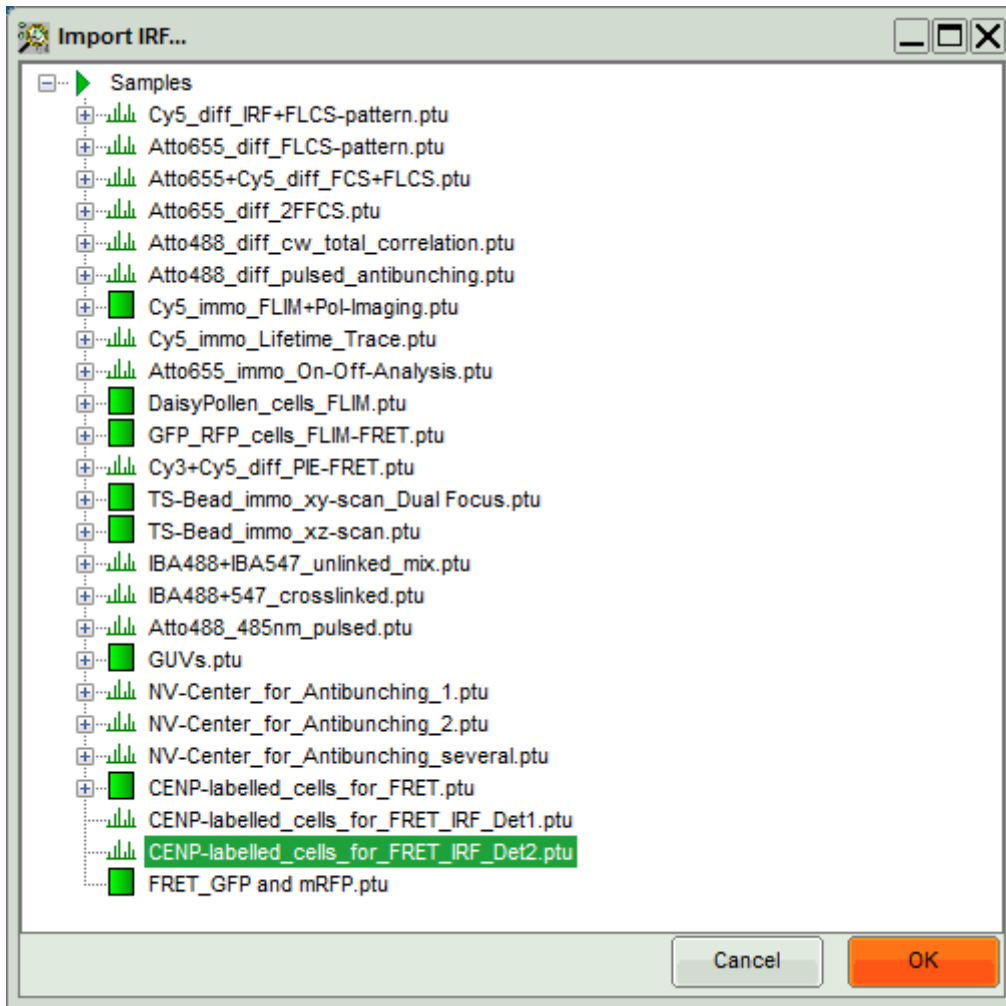 Import IRF...
Samples
Cy5_diff_IRF+FLCS-pattern.ptu
Atto655_diff_FLCS-pattern.ptu
Atto655+Cy5_diff_FCS+FLCS.ptu
Atto655_diff_2FFCS.ptu
Atto488_diff_cw_total_correlation.ptu
Atto488_diff_pulsed_antibunching.ptu
Cy5_immo_FLIM+Pol-Imaging.ptu
Cy5_immo_Lifetime_Trace.ptu
Atto655_immo_On-Off-Analysis.ptu
DaisyPollen_cells_FLIM.ptu
GFP_RFP_cells_FLIM-FRET.ptu
Cy3+Cy5_diff_PIE-FRET.ptu
TS-Bead_immo_xy-scan_Dual Focus.ptu
TS-Bead_immo_xz-scan.ptu
IBA488+IBA547_unlinked_mix.ptu
IBA488+547_crosslinked.ptu
Atto488_485nm_pulsed.ptu
GUVs.ptu
NV-Center_for_Antibunching_1.ptu
NV-Center_for_Antibunching_2.ptu
NV-Center_for_Antibunching_several.ptu
CENP-labelled_cells_for_FRET.ptu
CENP-labelled_cells_for_FRET_IRF_Det1.ptu
CENP-labelled_cells_for_FRET_IRF_Det2.ptu
FRET_GFP and mRFP.ptu
Cancel OK